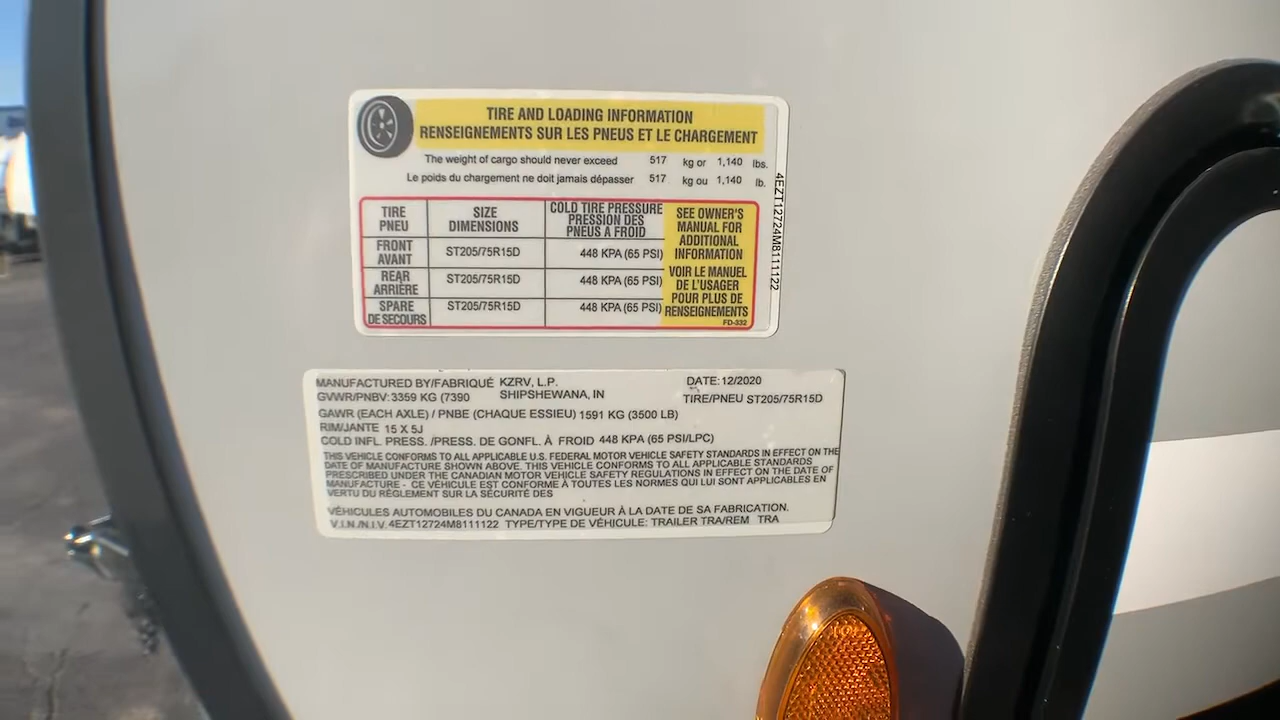 TIRE AND LOADING INFORMATION
RENSEIGNEMENTS SUR LES PNEUS ET LE CHARGEMENT
The weight of cargo should never exceed 517 kg or 1,140 lbs.
Le poids du chargement ne doit jamais dépasser 517 kg ou 1,140 lb.
TIRE
PNEU
SIZE
DIMENSIONS
COLD TIRE PRESSURE
PRESSION DES
PNEUS À FROID
FRONT
AVANT
ST205/75R15D
448 KPA (65 PSI)
REAR
ARRIÈRE
ST205/75R15D
448 KPA (65 PSI)
SPARE
DE SECOURS
ST205/75R15D
448 KPA (65 PSI)
SEE OWNER'S
MANUAL FOR
ADDITIONAL
INFORMATION
VOIR LE MANUEL
DE L'USAGER
POUR PLUS DE
RENSEIGNEMENTS
FD-332
4EZT12724M8111122
MANUFACTURED BY/FABRIQUÉ KZRV, L.P. DATE:12/2020
GVWR/PNBV: 3359 KG (7390 SHIPSHEWANA, IN TIRE/PNEU ST205/75R15D
GAWR (EACH AXLE) / PNBE (CHAQUE ESSIEU) 1591 KG (3500 LB)
RIM/JANTE 15 X 5J
COLD INFL. PRESS. /PRESS. DE GONFL. À FROID 448 KPA (65 PSI/LPC)
THIS VEHICLE CONFORMS TO ALL APPLICABLE U.S. FEDERAL MOTOR VEHICLE SAFETY STANDARDS IN EFFECT ON THE
DATE OF MANUFACTURE SHOWN ABOVE. THIS VEHICLE CONFORMS TO ALL APPLICABLE STANDARDS
PRESCRIBED UNDER THE CANADIAN MOTOR VEHICLE SAFETY REGULATIONS IN EFFECT ON THE DATE OF
MANUFACTURE - CE VÉHICULE EST CONFORME À TOUTES LES NORMES QUI LUI SONT APPLICABLES EN
VERTU DU RÈGLEMENT SUR LA SÉCURITÉ DES
VÉHICULES AUTOMOBILES DU CANADA EN VIGUEUR À LA DATE DE SA FABRICATION.
V.I.N./N.I.V. 4EZT12724M8111122 TYPE/TYPE DE VÉHICULE: TRAILER TRA/REM TRA